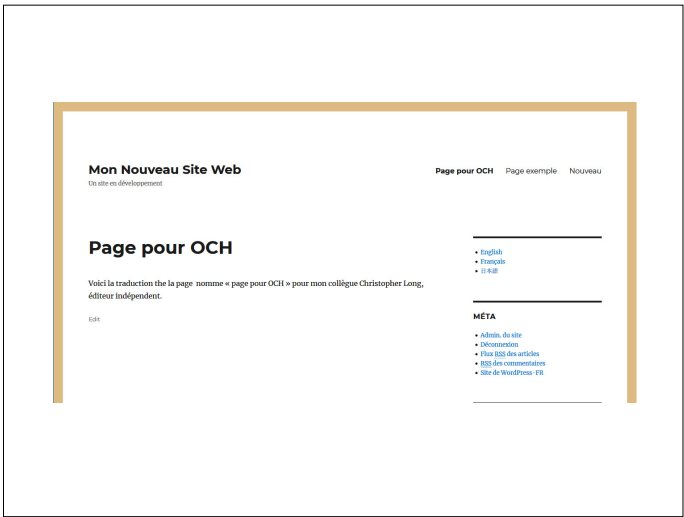 Mon Nouveau Site Web
Un site en développement
Page pour OCH Page exemple Nouveau
Page pour OCH
Voici la traduction the la page nomme « page pour OCH » pour mon collègue Christopher Long,
éditeur indépendent.
Edit
English
Français
日本語
MÉTA
Admin. du site
Déconnexion
Flux RSS des articles
RSS des commentaires
Site de WordPress-FR